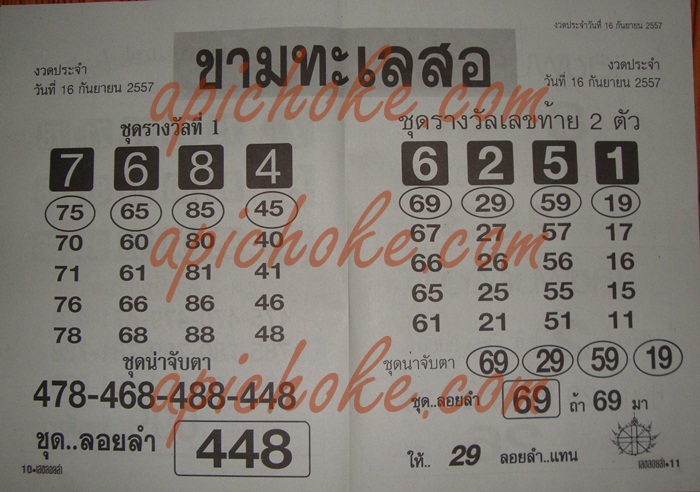 งวดประจำวันที่ 16 กันยายน 2557
ขามทะเลสอ
งวดประจำ
วันที่ 16 กันยายน 2557
ชุดรางวัลที่ 1
7 6 8 4
75 65 85 45
70 60 80 40
71 61 81 41
76 66 86 46
78 68 88 48
ชุดน่าจับตา
478-468-488-448
ชุด..ลอยลำ 448
10
งวดประจำ
วันที่ 16 กันยายน 2557
ชุดรางวัลเลขท้าย 2 ตัว
6 2 5 1
69 29 59 19
67 27 57 17
66 26 56 16
65 25 55 15
61 21 51 11
ชุดน่าจับตา 69 29 59 19
ชุด..ลอยลำ 69 ถ้า 69 มา
ให้.. 29 ลอยลำ..แทน
11
apichoke.com
apichoke.com
apichoke.com